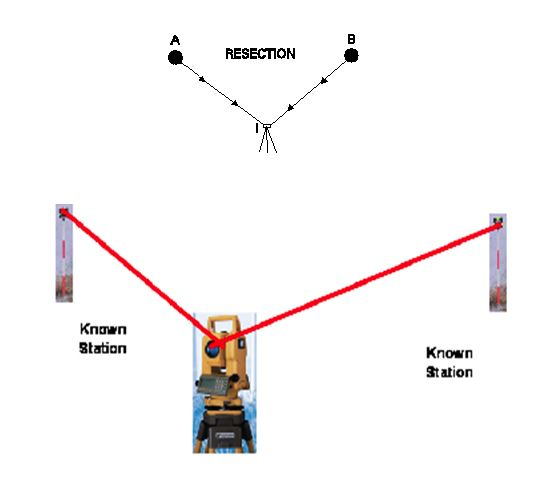 A
B
RESECTION
I
Known
Station
Known
Station